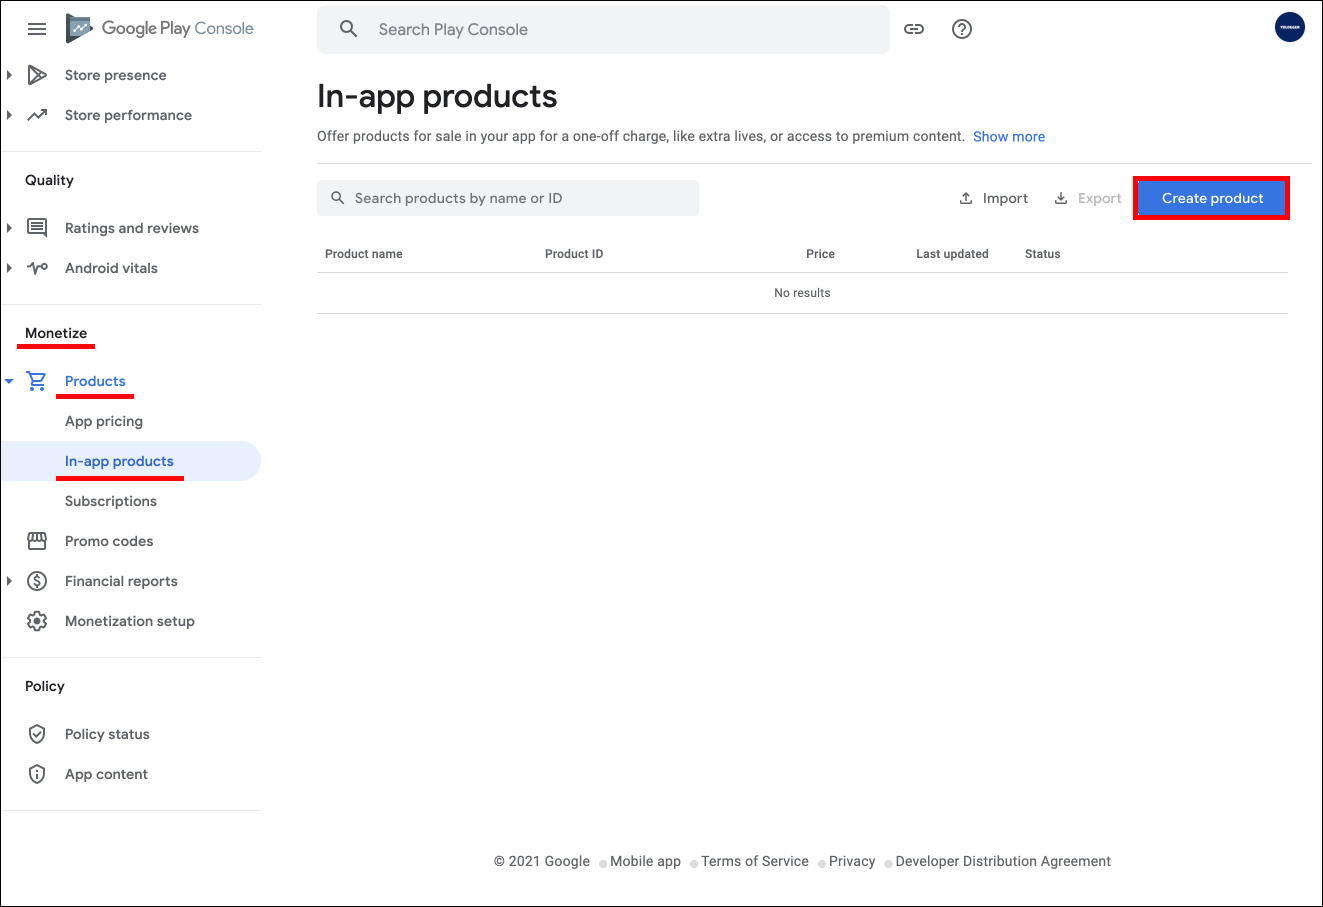 Google Play Console
Search Play Console
Store presence
Store performance
Quality
Ratings and reviews
Android vitals
Monetize
Products
App pricing
In-app products
Subscriptions
Promo codes
Financial reports
Monetization setup
Policy
Policy status
App content
In-app products
Offer products for sale in your app for a one-off charge, like extra lives, or access to premium content. Show more
Search products by name or ID
Import
Export
Create product
Product name Product ID Price Last updated Status
No results
© 2021 Google Mobile app Terms of Service Privacy Developer Distribution Agreement